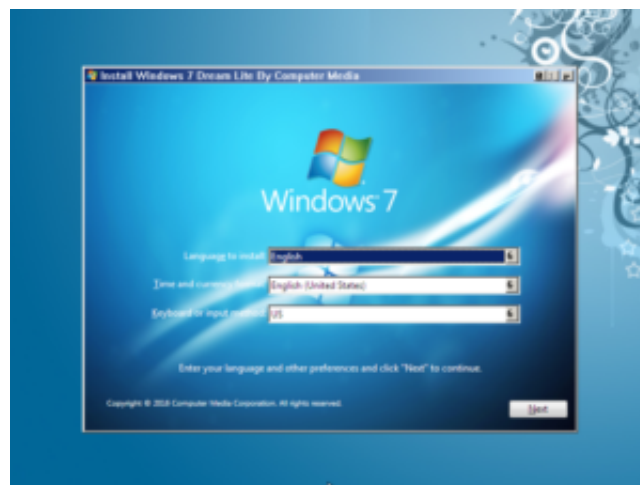 Install Windows 7 Dream Lite By Computer Media
Windows 7
Language to install
English
Time and currency format:
English (United States)
Keyboard or input method:
US
Enter your language and other preferences and click "Next" to continue.
Copyright © 2018 Computer Media Corporation. All rights reserved.
Next